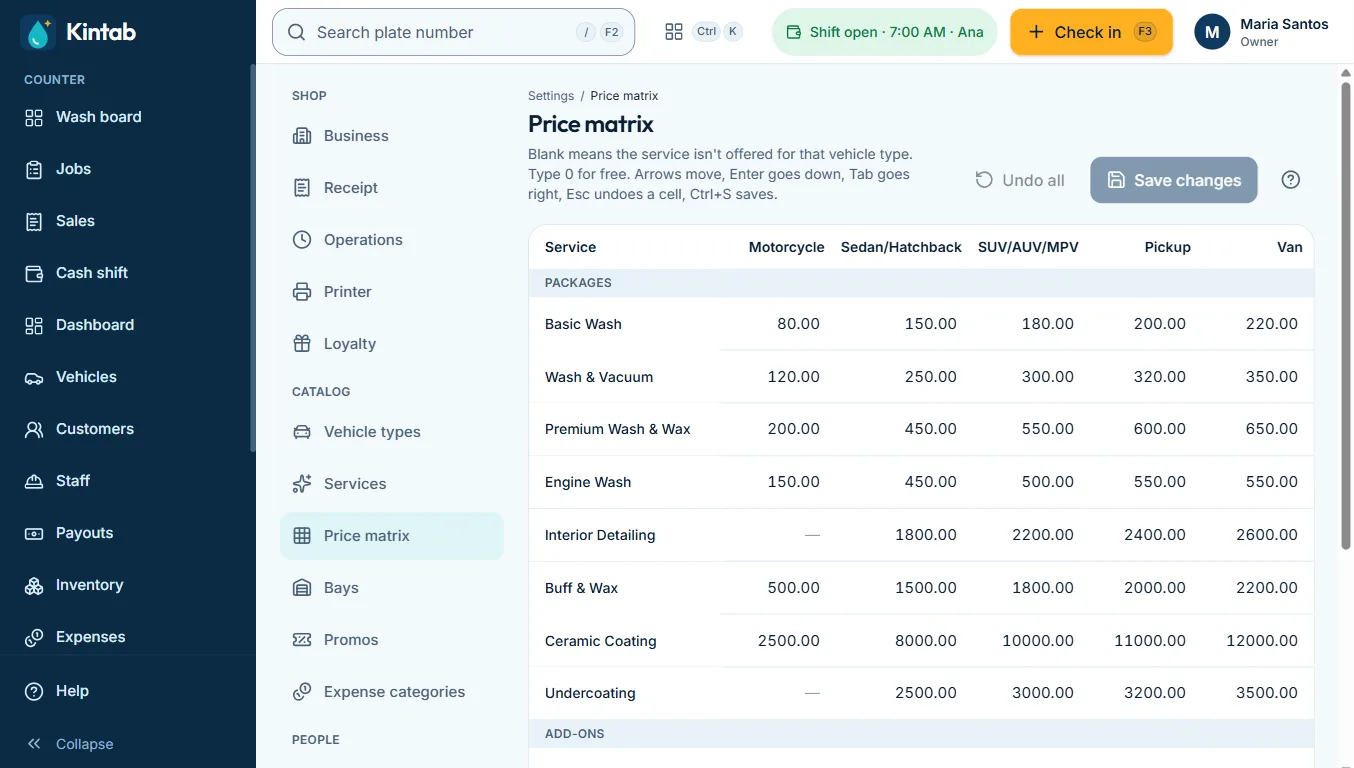 Kintab
Search plate number / F2
Ctrl K
Shift open · 7:00 AM · Ana
Check in F3
M
Maria Santos
Owner
COUNTER
Wash board
Jobs
Sales
Cash shift
Dashboard
Vehicles
Customers
Staff
Payouts
Inventory
Expenses
Help
Collapse
SHOP
Business
Receipt
Operations
Printer
Loyalty
CATALOG
Vehicle types
Services
Price matrix
Bays
Promos
Expense categories
PEOPLE
Settings / Price matrix
Price matrix
Blank means the service isn't offered for that vehicle type.
Type 0 for free. Arrows move, Enter goes down, Tab goes
right, Esc undoes a cell, Ctrl+S saves.
Undo all
Save changes
Service Motorcycle Sedan/Hatchback SUV/AUV/MPV Pickup Van
PACKAGES
Basic Wash 80.00 150.00 180.00 200.00 220.00
Wash & Vacuum 120.00 250.00 300.00 320.00 350.00
Premium Wash & Wax 200.00 450.00 550.00 600.00 650.00
Engine Wash 150.00 450.00 500.00 550.00 550.00
Interior Detailing — 1800.00 2200.00 2400.00 2600.00
Buff & Wax 500.00 1500.00 1800.00 2000.00 2200.00
Ceramic Coating 2500.00 8000.00 10000.00 11000.00 12000.00
Undercoating — 2500.00 3000.00 3200.00 3500.00
ADD-ONS